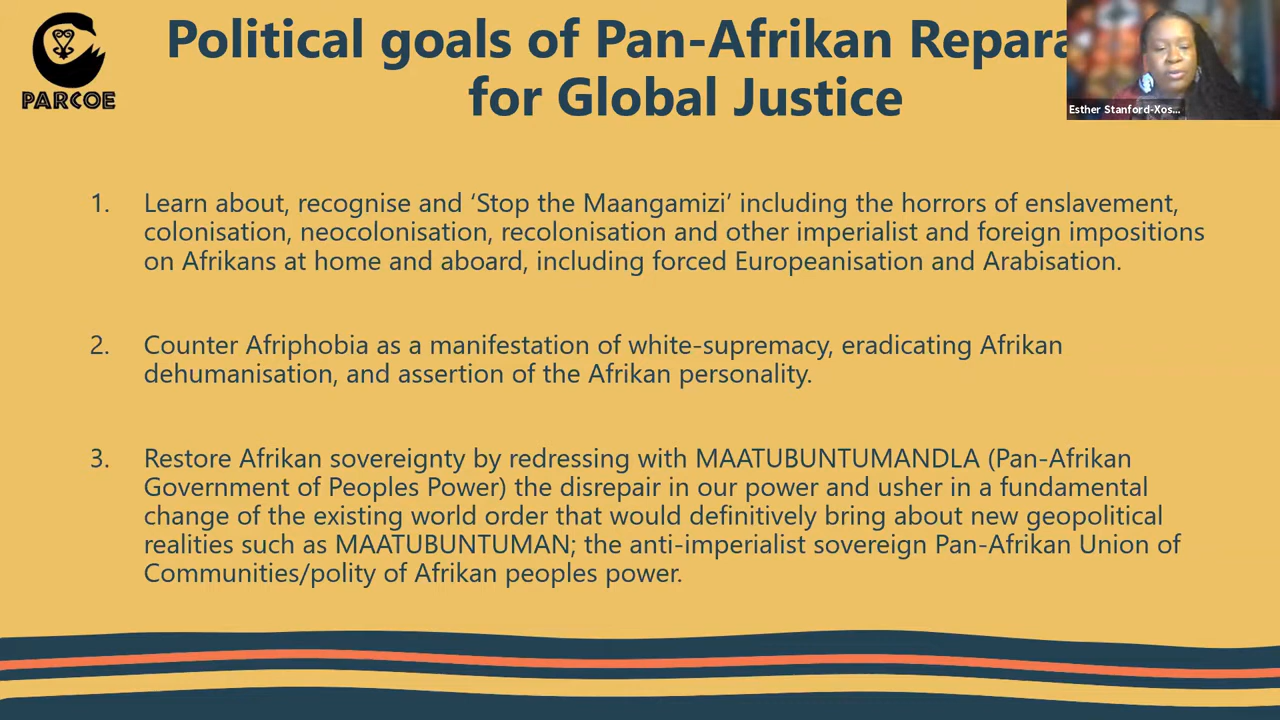 PARCOE
Political goals of Pan-Afrikan
for Global Justice
Esther Stanford-Xos...
1. Learn about, recognise and ‘Stop the Maangamizi’ including the horrors of enslavement,
colonisation, neocolonisation, recolonisation and other imperialist and foreign impositions
on Afrikans at home and aboard, including forced Europeanisation and Arabisation.
2. Counter Afriphobia as a manifestation of white-supremacy, eradicating Afrikan
dehumanisation, and assertion of the Afrikan personality.
3. Restore Afrikan sovereignty by redressing with MAATUBUNTUMANDLA (Pan-Afrikan
Government of Peoples Power) the disrepair in our power and usher in a fundamental
change of the existing world order that would definitively bring about new geopolitical
realities such as MAATUBUNTUMAN; the anti-imperialist sovereign Pan-Afrikan Union of
Communities/polity of Afrikan peoples power.